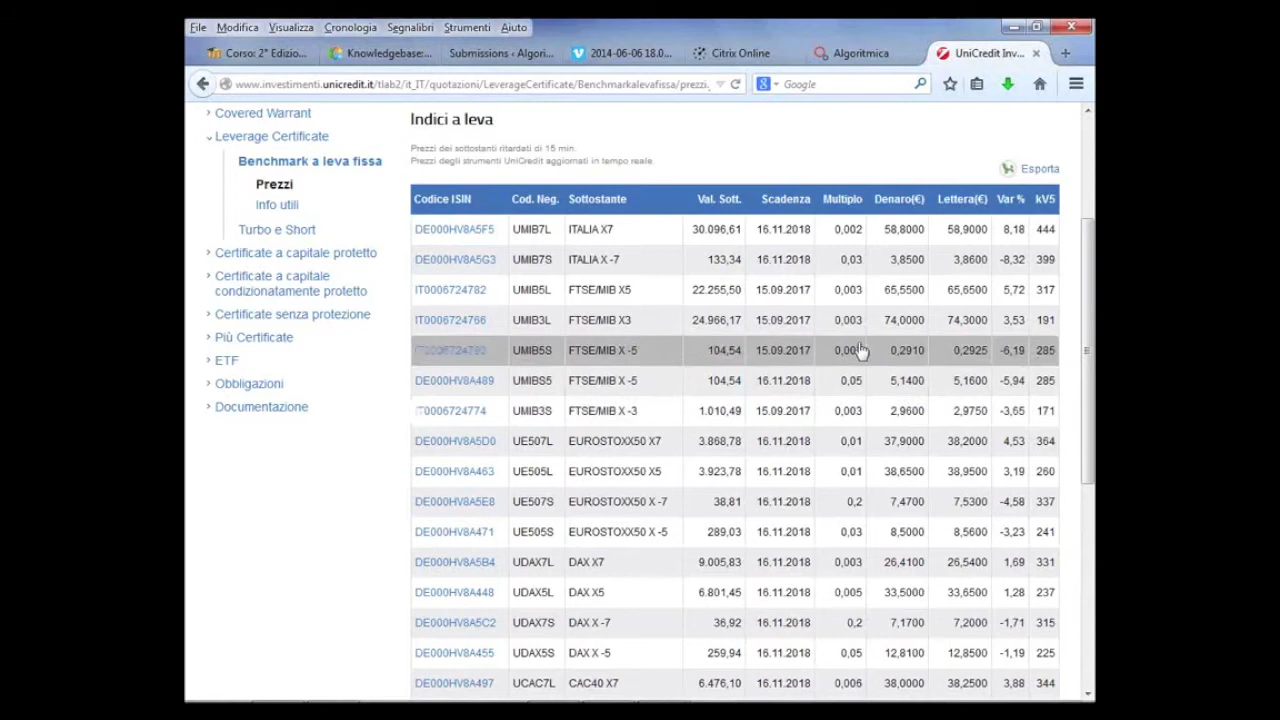 File Modifica Visualizza Cronologia Segnalibri Strumenti Aiuto
Corso: 2° Edizio... Knowledgebase:... Submissions ‹ Algori... 2014-06-06 18.0... Citrix Online Algoritmica UniCredit Inv...
www.investimenti.unicredit.it/tlab2/it_IT/quotazioni/LeverageCertificate/Benchmarkalevafissa/prezzi. Google
Covered Warrant
Leverage Certificate
Benchmark a leva fissa
Prezzi
Info utili
Turbo e Short
Certificate a capitale protetto
Certificate a capitale
condizionatamente protetto
Certificate senza protezione
Più Certificate
ETF
Obbligazioni
Documentazione
Indici a leva
Prezzi dei sottostanti ritardati di 15 min.
Prezzi degli strumenti UniCredit aggiornati in tempo reale.
Esporta
Codice ISIN Cod. Neg. Sottostante Val. Sott. Scadenza Multiplo Denaro(€) Lettera(€) Var % kV5
DE000HV8A5F5 UMIB7L ITALIA X7 30.096,61 16.11.2018 0,002 58,8000 58,9000 8,18 444
DE000HV8A5G3 UMIB7S ITALIA X -7 133,34 16.11.2018 0,03 3,8500 3,8600 -8,32 399
IT0006724782 UMIB5L FTSE/MIB X5 22.255,50 15.09.2017 0,003 65,5500 65,6500 5,72 317
IT0006724766 UMIB3L FTSE/MIB X3 24.966,17 15.09.2017 0,003 74,0000 74,3000 3,53 191
IT0006724790 UMIB5S FTSE/MIB X -5 104,54 15.09.2017 0,2910 0,2925 -6,19 285
DE000HV8A489 UMIBS5 FTSE/MIB X -5 104,54 16.11.2018 0,05 5,1400 5,1600 -5,94 285
IT0006724774 UMIB3S FTSE/MIB X -3 1.010,49 15.09.2017 0,003 2,9600 2,9750 -3,65 171
DE000HV8A5D0 UE507L EUROSTOXX50 X7 3.868,78 16.11.2018 0,01 37,9000 38,2000 4,53 364
DE000HV8A463 UE505L EUROSTOXX50 X5 3.923,78 16.11.2018 0,01 38,6500 38,9500 3,19 260
DE000HV8A5E8 UE507S EUROSTOXX50 X -7 38,81 16.11.2018 0,2 7,4700 7,5300 -4,58 337
DE000HV8A471 UE505S EUROSTOXX50 X -5 289,03 16.11.2018 0,03 8,5000 8,5600 -3,23 241
DE000HV8A5B4 UDAX7L DAX X7 9.005,83 16.11.2018 0,003 26,4100 26,5400 1,69 331
DE000HV8A448 UDAX5L DAX X5 6.801,45 16.11.2018 0,005 33,5000 33,6500 1,28 237
DE000HV8A5C2 UDAX7S DAX X -7 36,92 16.11.2018 0,2 7,1700 7,2000 -1,71 315
DE000HV8A455 UDAX5S DAX X -5 259,94 16.11.2018 0,05 12,8100 12,8500 -1,19 225
DE000HV8A497 UCAC7L CAC40 X7 6.476,10 16.11.2018 0,006 38,0000 38,2500 3,88 344